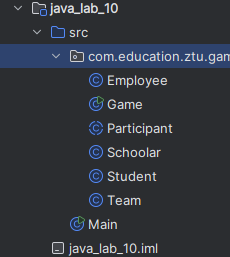 java_lab_10
src
com.education.ztu.gam
Employee
Game
Participant
Schoolar
Student
Team
Main
java_lab_10.iml